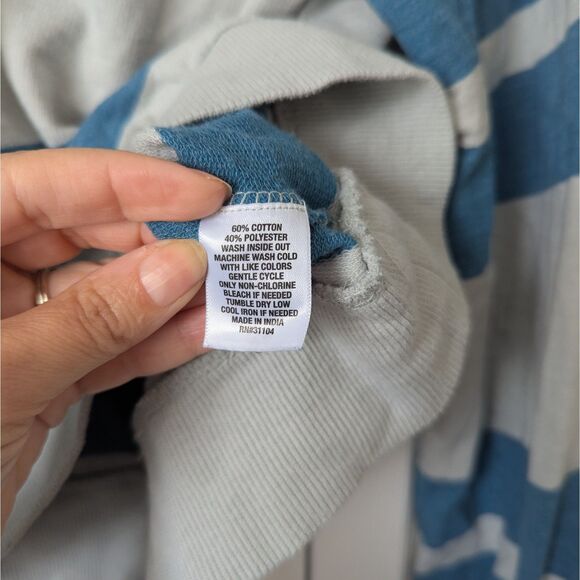 60% COTTON
40% POLYESTER
WASH INSIDE OUT
MACHINE WASH COLD
WITH LIKE COLORS
GENTLE CYCLE
ONLY NON-CHLORINE
BLEACH IF NEEDED
TUMBLE DRY LOW
COOL IRON IF NEEDED
MADE IN INDIA
RN#31104